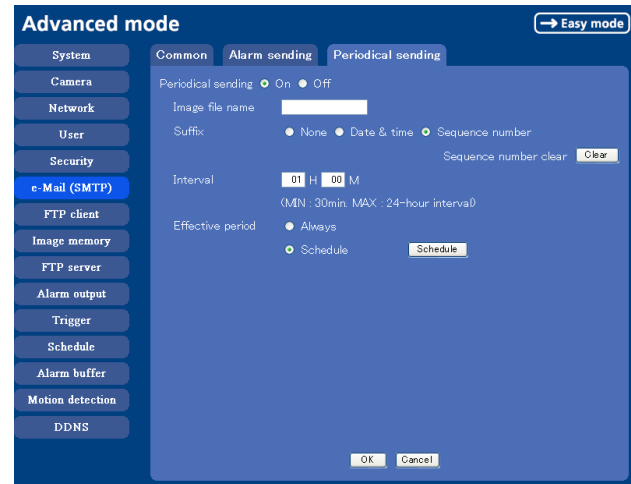 Advanced mode
→ Easy mode
System
Camera
Network
User
Security
e-Mail (SMTP)
FTP client
Image memory
FTP server
Alarm output
Trigger
Schedule
Alarm buffer
Motion detection
DDNS
Common Alarm sending Periodical sending
Periodical sending On Off
Image file name
Suffix None Date & time Sequence number
Sequence number clear Clear
Interval 01 H 00 M
(MIN : 30min. MAX : 24-hour interval)
Effective period Always
Schedule Schedule
OK Cancel